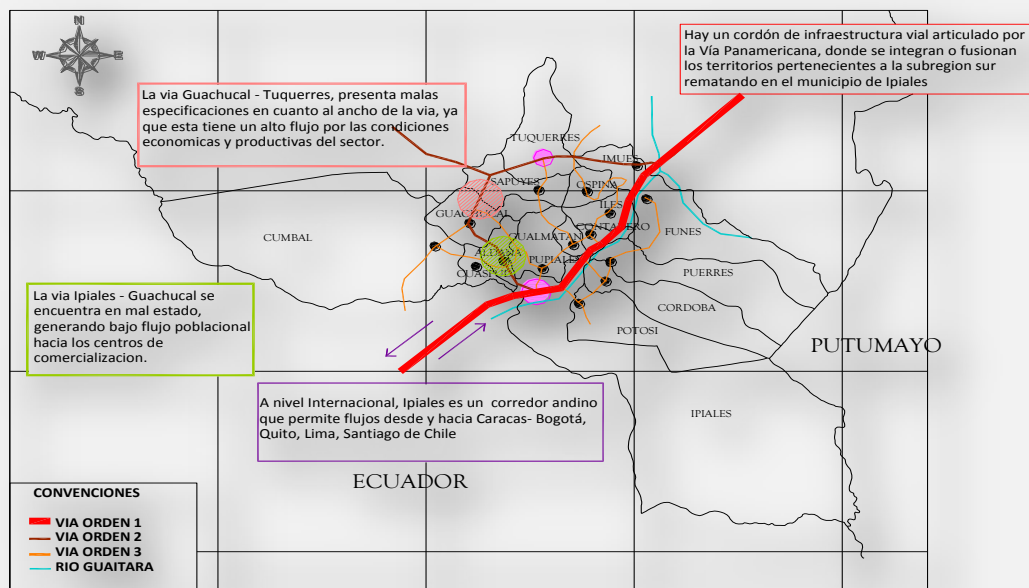 N
W
E
S
Hay un cordón de infraestructura vial articulado por
la Vía Panamericana, donde se integran o fusionan
los territorios pertenecientes a la subregion sur
rematando en el municipio de Ipiales
La via Guachucal - Tuquerres, presenta malas
especificaciones en cuanto al ancho de la via, ya
que esta tiene un alto flujo por las condiciones
economicas y productivas del sector.
TUQUERRES
IMUES
SAPUYES
OSPINA
ILES
GUACHUCAL
CONTADERO
FUNES
CUMBAL
GUALMATAN
ALDANA
PUPIALES
CUASPUD
PUERRES
CORDOBA
POTOSI
PUTUMAYO
La via Ipiales - Guachucal se
encuentra en mal estado,
generando bajo flujo poblacional
hacia los centros de
comercializacion.
A nivel Internacional, Ipiales es un corredor andino
que permite flujos desde y hacia Caracas- Bogotá,
Quito, Lima, Santiago de Chile
IPIALES
ECUADOR
CONVENCIONES
VIA ORDEN 1
VIA ORDEN 2
VIA ORDEN 3
RIO GUAITARA